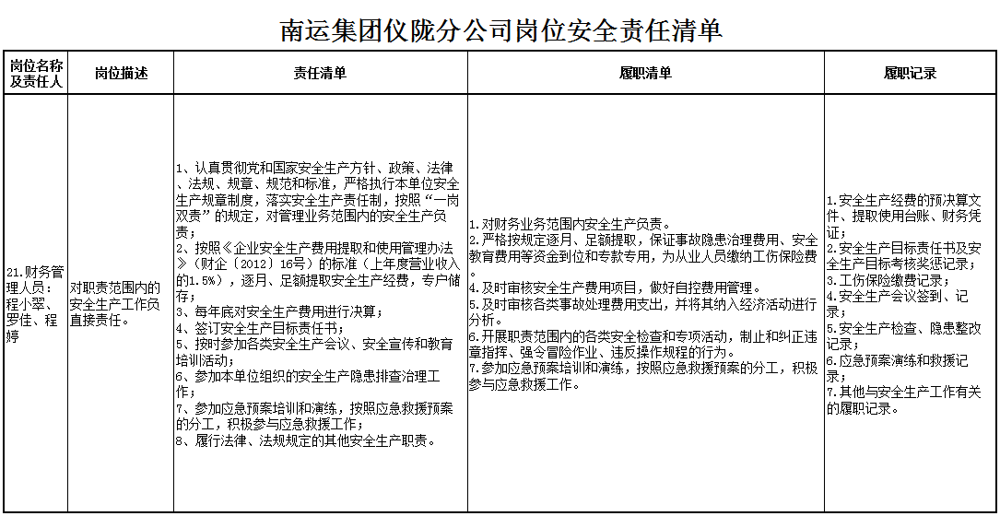 南运集团仪陇分公司岗位安全责任清单
岗位名称
及责任人
岗位描述
责任清单
履职清单
履职记录
21.财务管
理人员：
程小翠、
罗佳、程
婷
对职责范围内的
安全生产工作负
直接责任。
1、认真贯彻党和国家安全生产方针、政策、法律
、法规、规章、规范和标准，严格执行本单位安全
生产规章制度，落实安全生产责任制，按照“一岗
双责”的规定，对管理业务范围内的安全生产负
责；
2、按照《企业安全生产费用提取和使用管理办法
》（财企〔2012〕16号）的标准（上年度营业收入
的1.5%），逐月、足额提取安全生产经费，专户储
存；
3、每年底对安全生产费用进行决算；
4、签订安全生产目标责任书；
5、按时参加各类安全生产会议、安全宣传和教育
培训活动；
6、参加本单位组织的安全生产隐患排查治理工
作；
7、参加应急预案培训和演练，按照应急救援预案
的分工，积极参与应急救援工作；
8、履行法律、法规规定的其他安全生产职责。
1.对财务业务范围内安全生产负责。
2.严格按规定逐月、足额提取，保证事故隐患治理费用、安全
教育费用等资金到位和专款专用，为从业人员缴纳工伤保险费
。
4.及时审核安全生产费用项目，做好自控费用管理。
5.及时审核各类事故处理费用支出，并将其纳入经济活动进行
分析。
6.开展职责范围内的各类安全检查和专项活动，制止和纠正违
章指挥、强令冒险作业、违反操作规程的行为。
7.参加应急预案培训和演练，按照应急救援预案的分工，积极
参与应急救援工作。
1.安全生产经费的预决算文
件、提取使用台账、财务凭
证；
2.安全生产目标责任书及安
全生产目标考核奖惩记录；
3.工伤保险缴费记录；
4.安全生产会议签到、记
录；
5.安全生产检查、隐患整改
记录；
6.应急预案演练和救援记
录；
7.其他与安全生产工作有关
的履职记录。